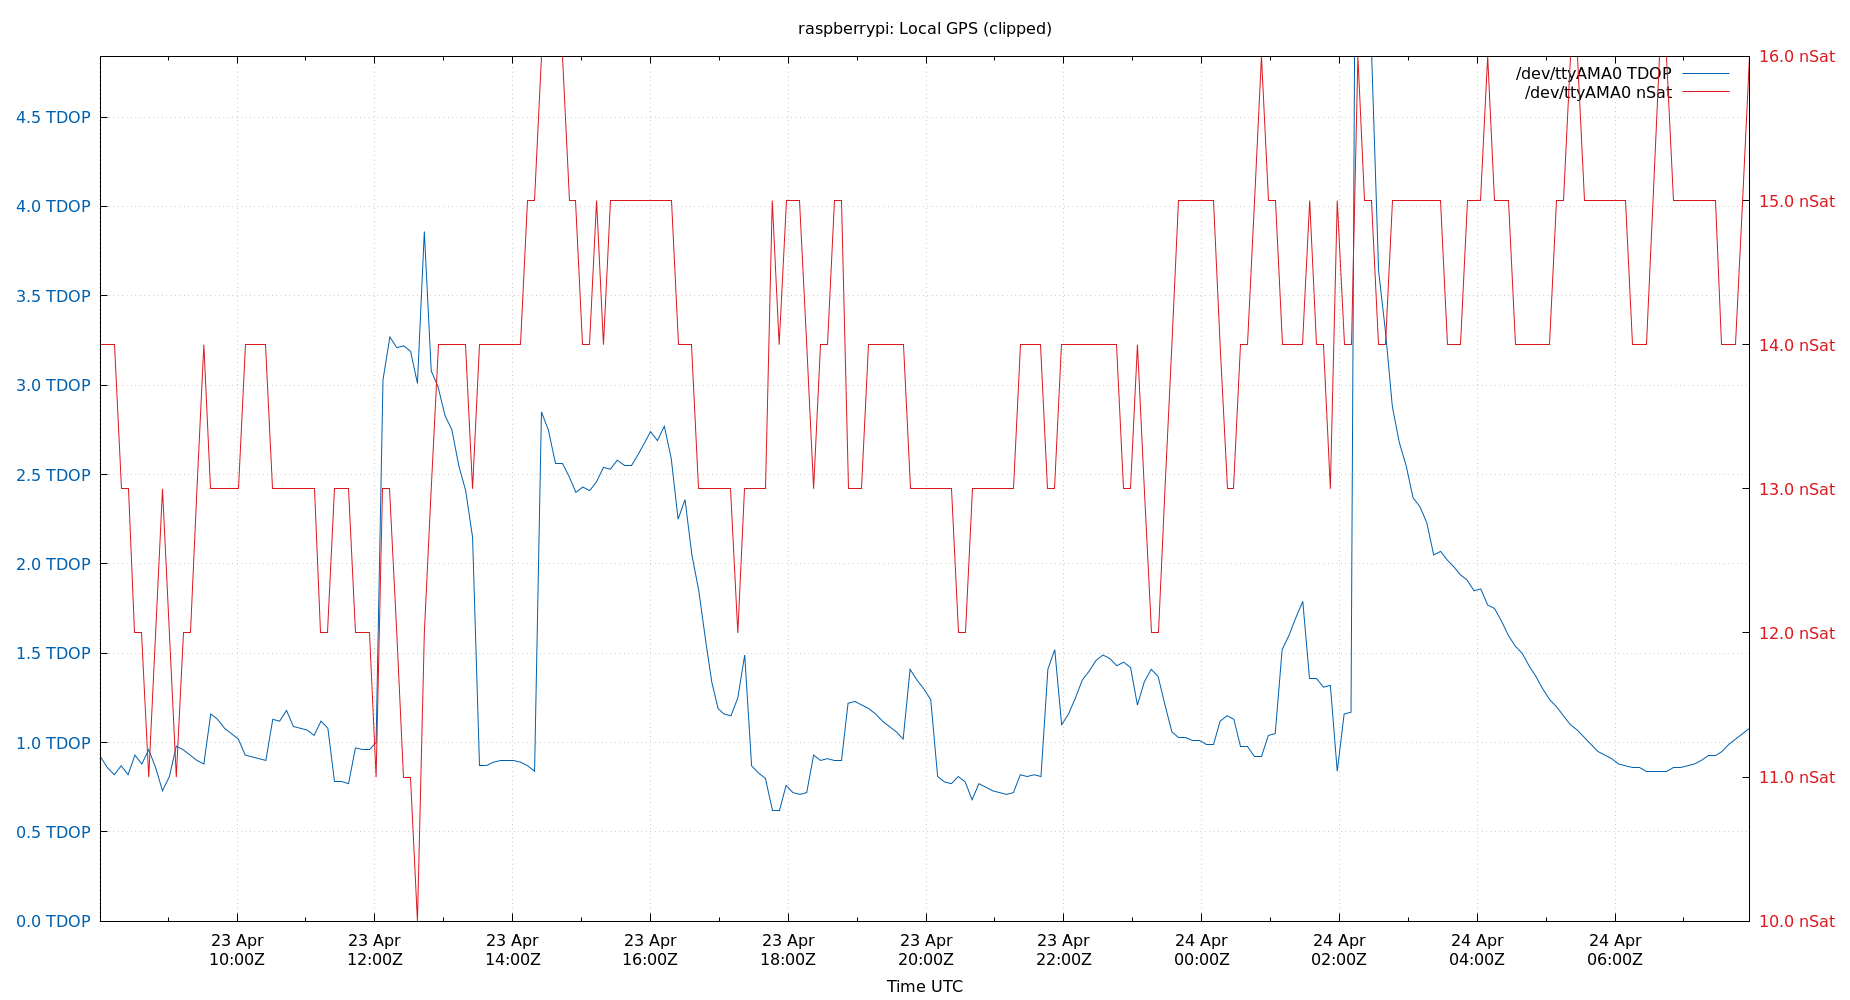 raspberrypi: Local GPS (clipped)
/dev/ttyAMA0 TDOP
/dev/ttyAMA0 nSat
4.5 TDOP
4.0 TDOP
3.5 TDOP
3.0 TDOP
2.5 TDOP
2.0 TDOP
1.5 TDOP
1.0 TDOP
0.5 TDOP
0.0 TDOP
16.0 nSat
15.0 nSat
14.0 nSat
13.0 nSat
12.0 nSat
11.0 nSat
10.0 nSat
23 Apr
10:00Z
23 Apr
12:00Z
23 Apr
14:00Z
23 Apr
16:00Z
23 Apr
18:00Z
23 Apr
20:00Z
23 Apr
22:00Z
24 Apr
00:00Z
24 Apr
02:00Z
24 Apr
04:00Z
24 Apr
06:00Z
Time UTC